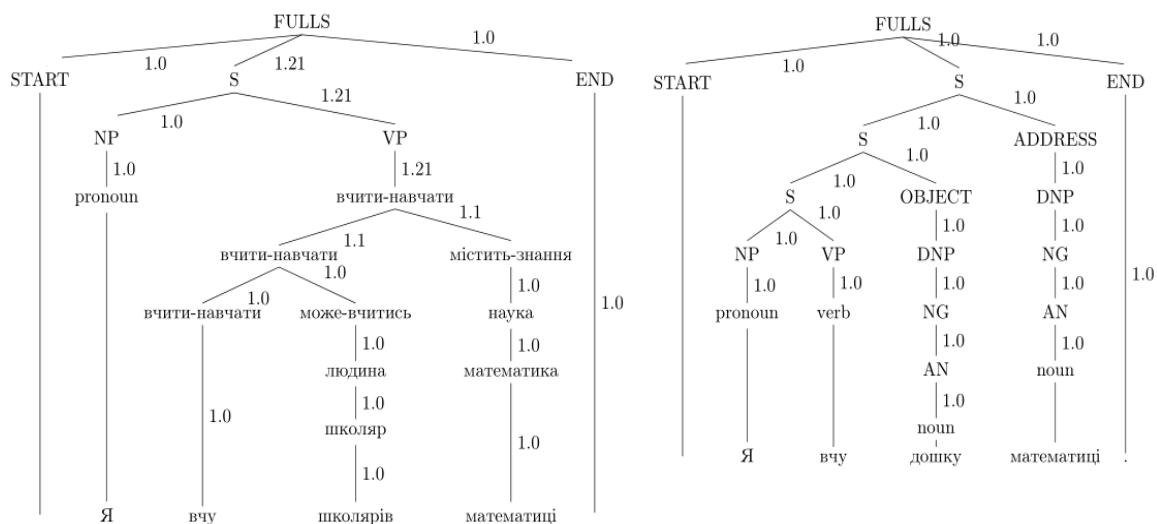 FULLS
1.0 1.21 1.0
START S END
1.0 1.21
NP VP
1.0 1.21
pronoun вчити-навчати
1.1 1.1
вчити-навчати містить-знання
1.0 1.0 1.0 1.0
вчити-навчати може-вчитись наука
1.0 1.0
людина математика
1.0 1.0 1.0
школяр
1.0
Я вчу школярів математиці
FULLS
1.0 1.0 1.0
START S END
1.0 1.0
S ADDRESS
1.0 1.0 1.0
S OBJECT DNP
1.0 1.0 1.0 1.0
NP VP DNP NG
1.0 1.0 1.0 1.0 1.0
pronoun verb NG AN
1.0 1.0
AN noun
1.0
noun
Я вчу дошку математиці .